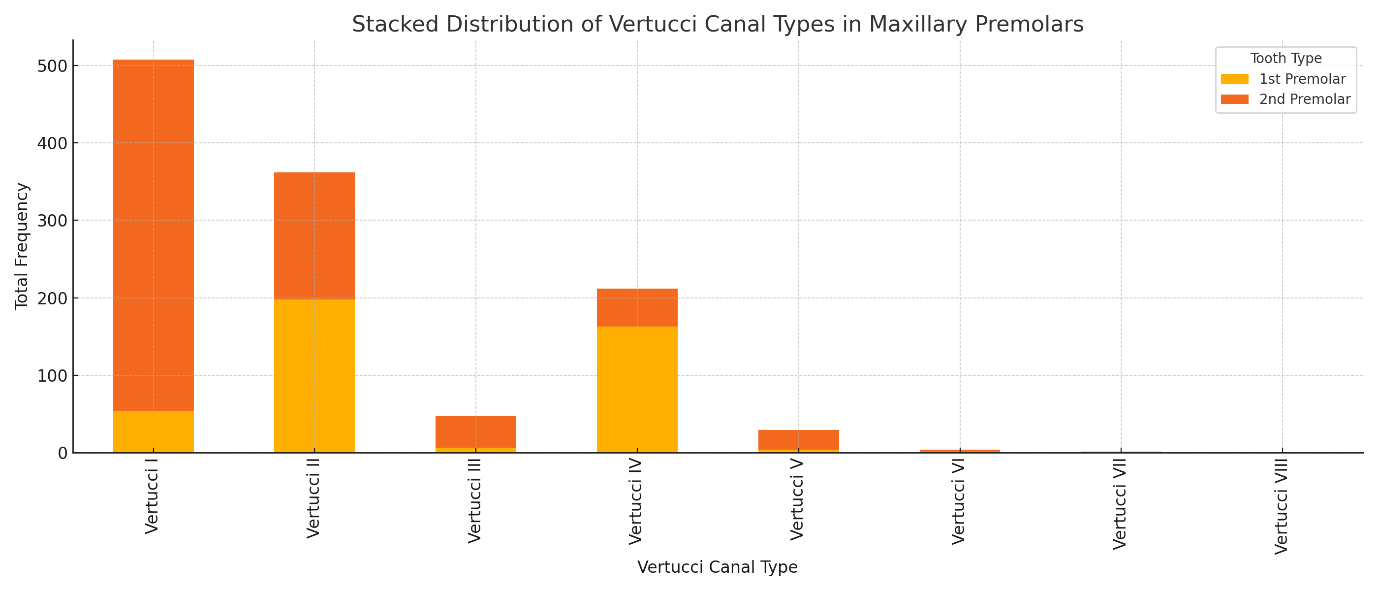 Stacked Distribution of Vertucci Canal Types in Maxillary Premolars
Tooth Type
1st Premolar
2nd Premolar
Total Frequency
500
400
300
200
100
0
Vertucci I
Vertucci II
Vertucci III
Vertucci IV
Vertucci V
Vertucci VI
Vertucci VII
Vertucci VIII
Vertucci Canal Type